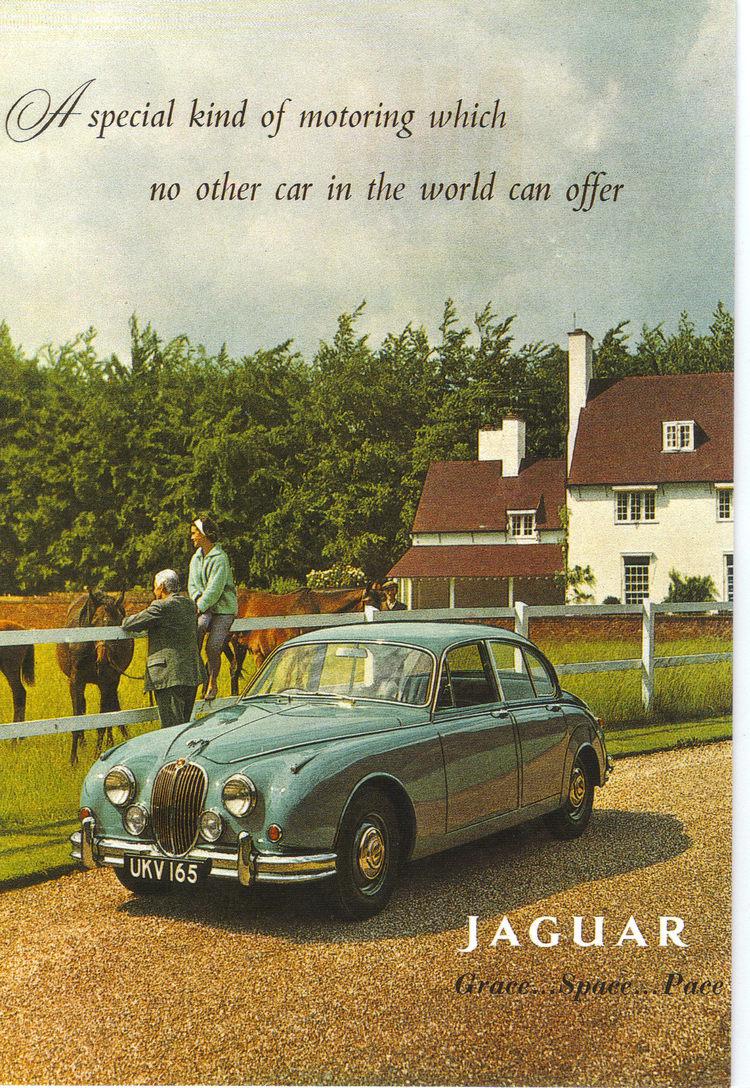 A special kind of motoring which
no other car in the world can offer
UKV 165
JAGUAR
Grace...Space...Pace